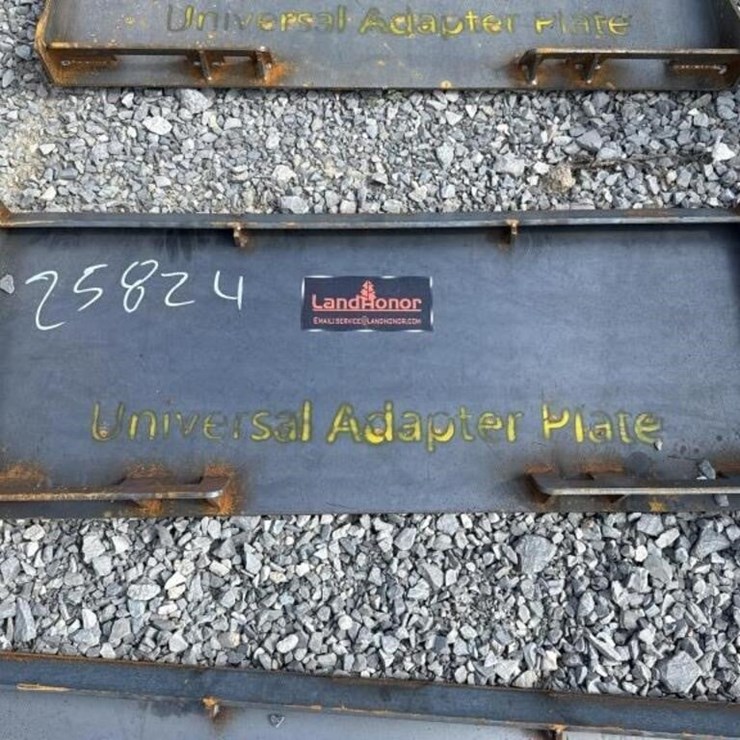 Universal Adapter Plate
25824
LandHonor
EMAIL:SERVICE@LANDHONOR.COM
Universal Adapter Plate